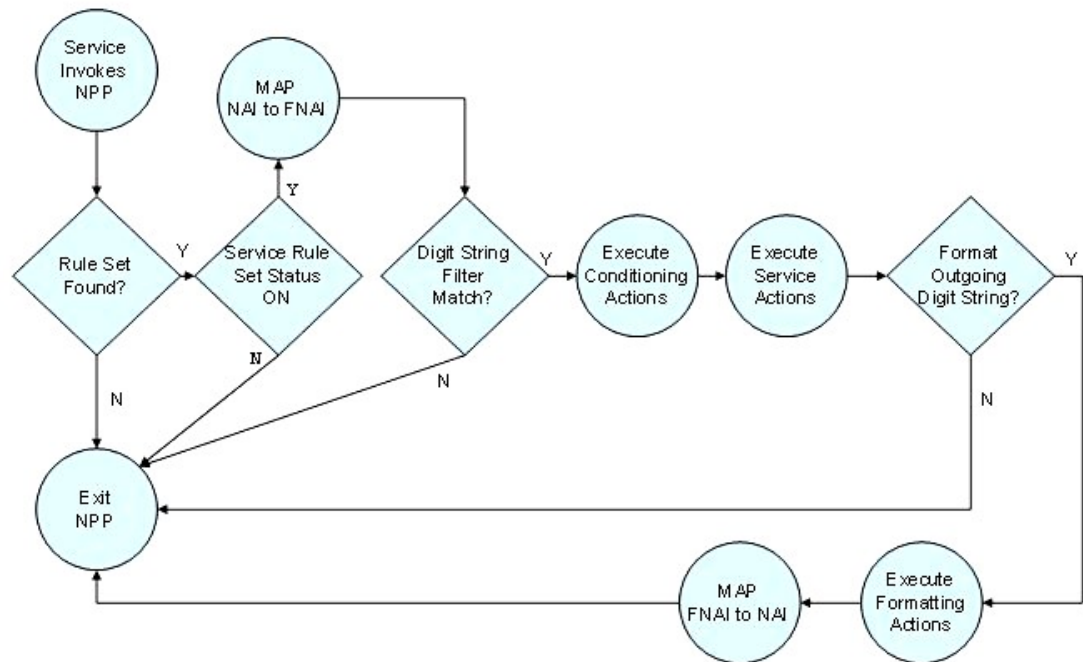 Service
Invokes
NPP
MAP
NAI to FNAI
Y
Rule Set
Found?
Y
Service Rule
Set Status
ON
Digit String
Filter
Match?
Y
Execute
Conditioning
Actions
Execute
Service
Actions
Format
Outgoing
Digit String?
Y
N
N
N
N
Exit
NPP
MAP
FNAI to NAI
Execute
Formatting
Actions